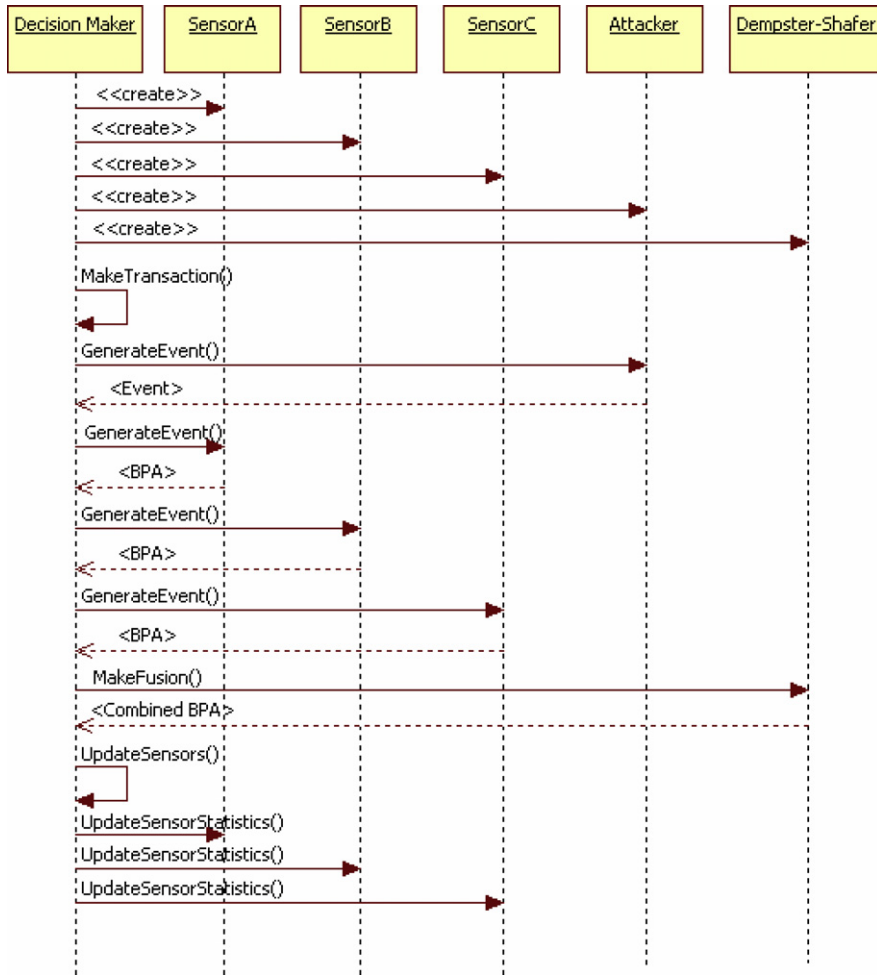 Decision Maker
SensorA
SensorB
SensorC
Attacker
Dempster-Shafer
<<create>>
<<create>>
<<create>>
<<create>>
<<create>>
MakeTransaction()
GenerateEvent()
<Event>
GenerateEvent()
<BPA>
GenerateEvent()
<BPA>
GenerateEvent()
<BPA>
MakeFusion()
<Combined BPA>
UpdateSensors()
UpdateSensorStatistics()
UpdateSensorStatistics()
UpdateSensorStatistics()